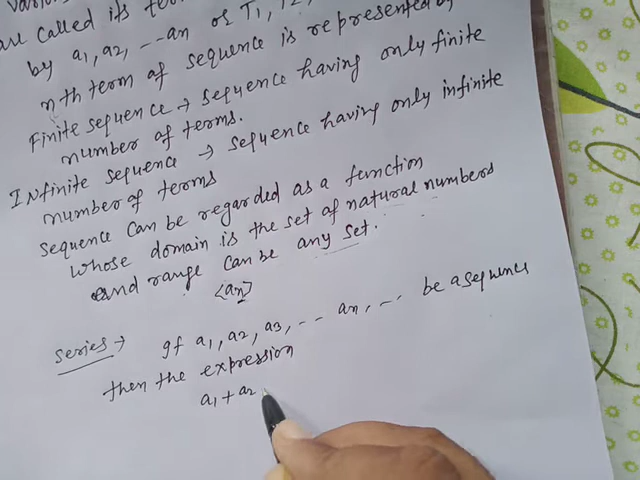 are called its
by a1, a2, --- an or T1,
nth term of sequence is represented
Finite sequence → sequence having only finite
number of terms.
INfinite sequence → sequence having only infinite
number of terms
sequence can be regarded as a function
whose domain is the set of natural numbers
and range can be any set.
<an>
series → gf a1, a2, a3, --- an, --- be a sequence
then the expression
a1 + a2